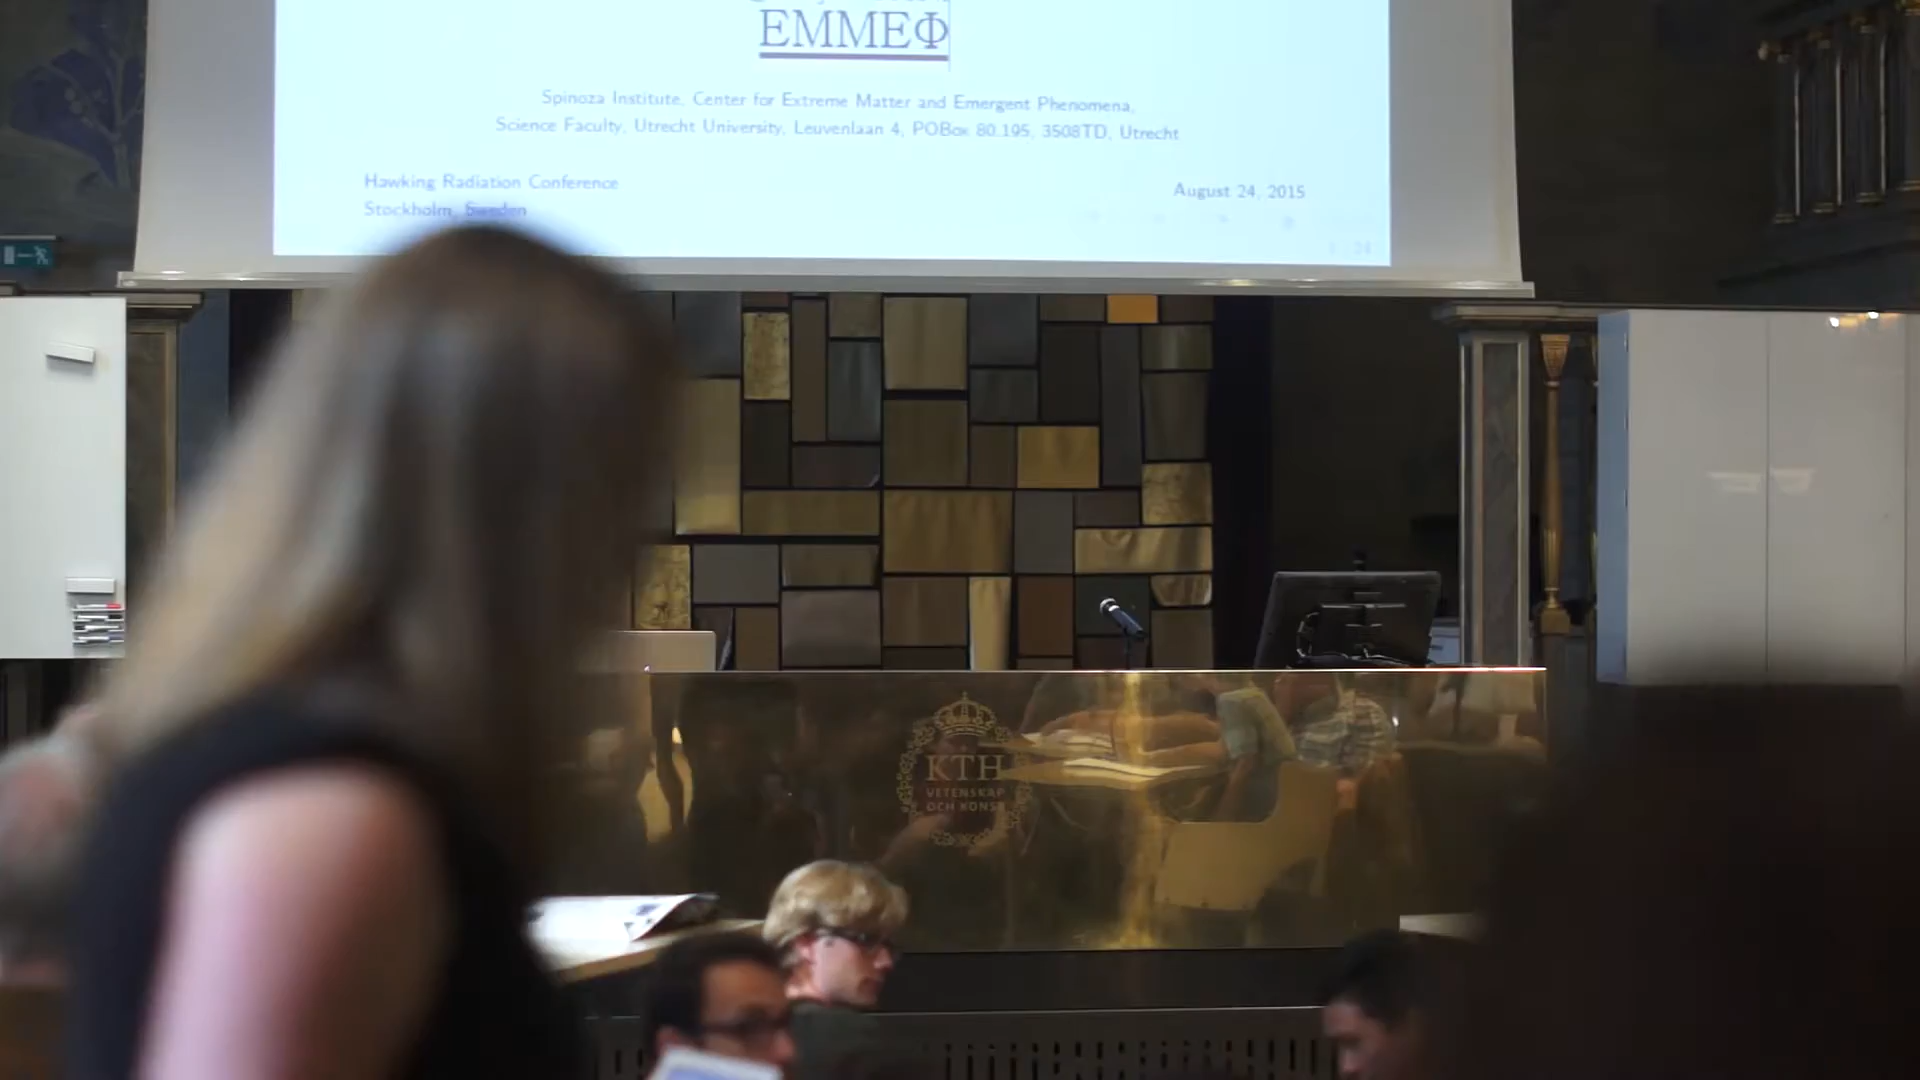 EMMEΦ
Spinoza Institute, Center for Extreme Matter and Emergent Phenomena,
Science Faculty, Utrecht University, Leuvenlaan 4, POBox 80.195, 3508TD, Utrecht
Hawking Radiation Conference
August 24, 2015
Stockholm, Sweden
KTH
VETENSKAP
OCH KONST